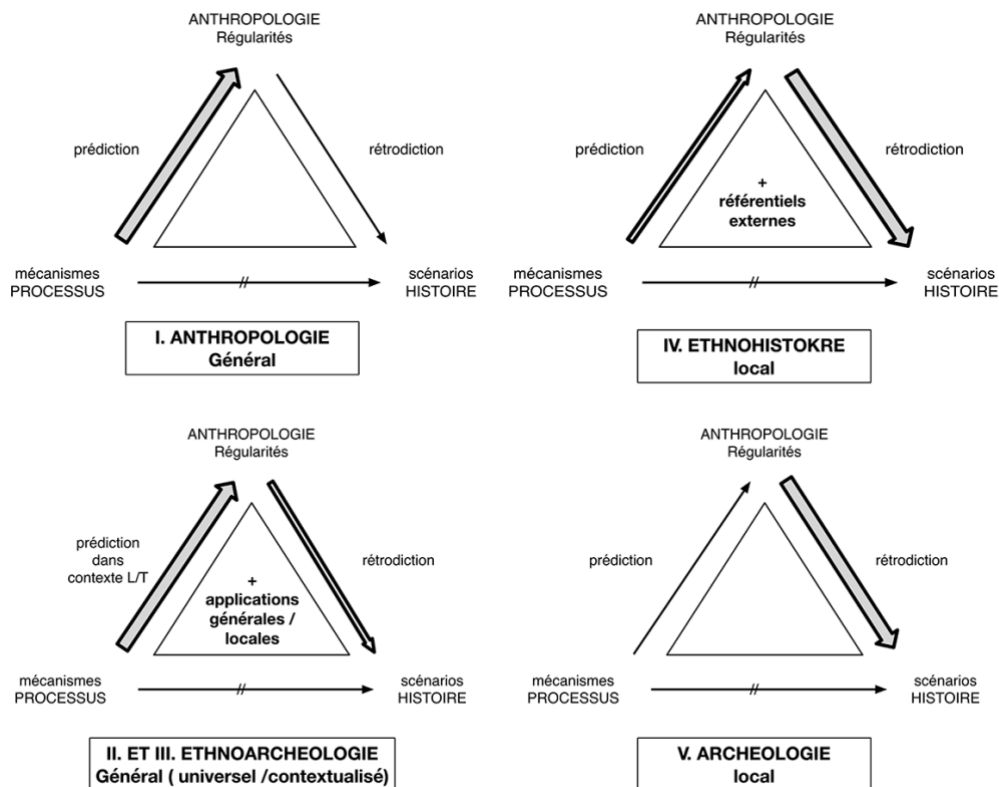 ANTHROPOLOGIE
Régularités
prédiction
rétrodiction
mécanismes
PROCESSUS
//
scénarios
HISTOIRE
I. ANTHROPOLOGIE
Général
ANTHROPOLOGIE
Régularités
prédiction
rétrodiction
+
référentiels
externes
mécanismes
PROCESSUS
//
scénarios
HISTOIRE
IV. ETHNOHISTOKRE
local
ANTHROPOLOGIE
Régularités
prédiction
dans
contexte L/T
rétrodiction
+
applications
générales /
locales
mécanismes
PROCESSUS
//
scénarios
HISTOIRE
II. ET III. ETHNOARCHEOLOGIE
Général ( universel /contextualisé)
ANTHROPOLOGIE
Régularités
prédiction
rétrodiction
mécanismes
PROCESSUS
//
scénarios
HISTOIRE
V. ARCHEOLOGIE
local